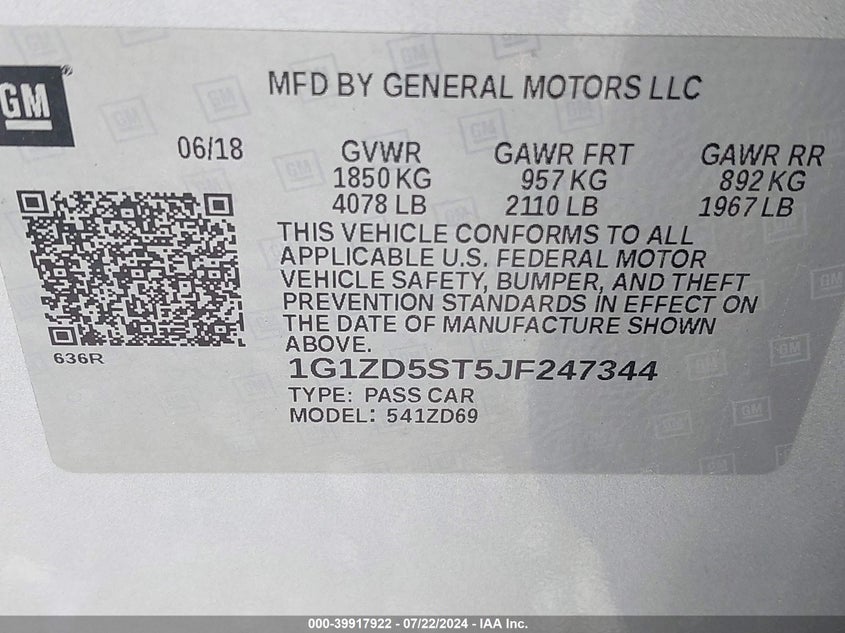 GM®
MFD BY GENERAL MOTORS LLC
06/18
GVWR GAWR FRT GAWR RR
1850 KG 957 KG 892 KG
4078 LB 2110 LB 1967 LB
THIS VEHICLE CONFORMS TO ALL
APPLICABLE U.S. FEDERAL MOTOR
VEHICLE SAFETY, BUMPER, AND THEFT
PREVENTION STANDARDS IN EFFECT ON
THE DATE OF MANUFACTURE SHOWN
ABOVE.
636R
1G1ZD5ST5JF247344
TYPE: PASS CAR
MODEL: 541ZD69
000-39917922 - 07/22/2024 - IAA Inc.